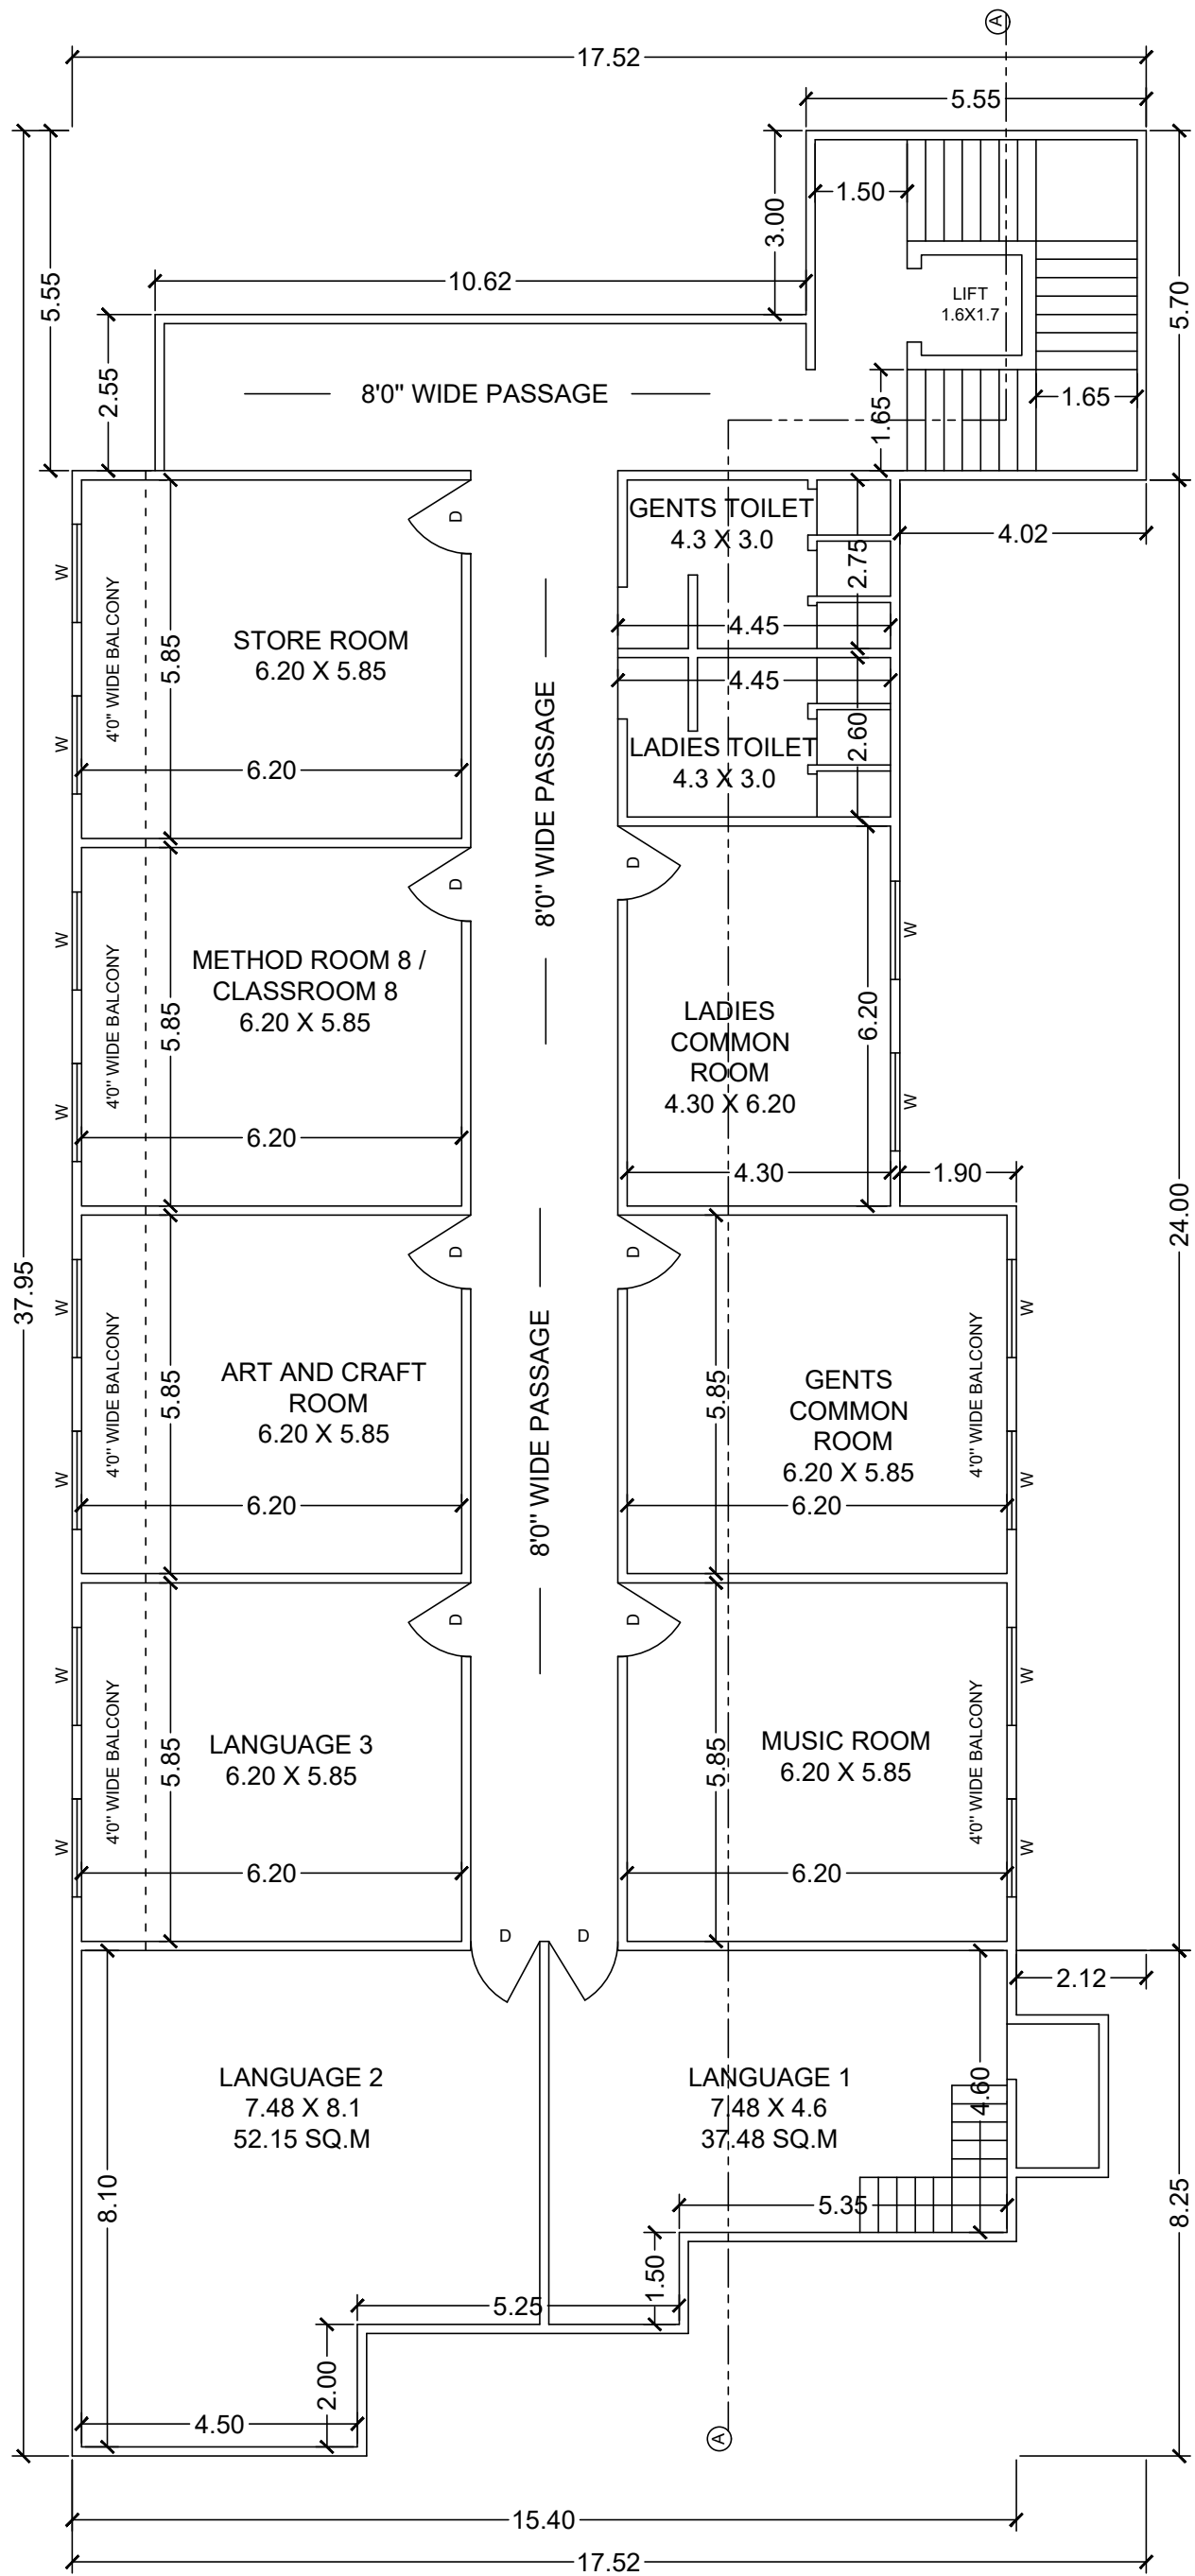 A
17.52
5.55
1.50
3.00
5.55
10.62
5.70
LIFT
1.6X1.7
2.55
8'0" WIDE PASSAGE
1.65
1.65
GENTS TOILET
4.3 X 3.0
D
4.02
2.75
W
4'0" WIDE BALCONY
5.85
STORE ROOM
6.20 X 5.85
4.45
4.45
8'0" WIDE PASSAGE
W
2.60
LADIES TOILET
4.3 X 3.0
6.20
D
D
W
METHOD ROOM 8 /
CLASSROOM 8
6.20 X 5.85
W
4'0" WIDE BALCONY
5.85
LADIES
COMMON
ROOM
4.30 X 6.20
6.20
W
W
6.20
4.30
1.90
24.00
37.95
D
D
W
W
4'0" WIDE BALCONY
5.85
ART AND CRAFT
ROOM
6.20 X 5.85
8'0" WIDE PASSAGE
5.85
GENTS
COMMON
ROOM
6.20 X 5.85
4'0" WIDE BALCONY
W
W
6.20
6.20
D
D
W
W
4'0" WIDE BALCONY
5.85
LANGUAGE 3
6.20 X 5.85
5.85
MUSIC ROOM
6.20 X 5.85
4'0" WIDE BALCONY
W
W
6.20
6.20
D
D
2.12
LANGUAGE 2
7.48 X 8.1
52.15 SQ.M
LANGUAGE 1
7.48 X 4.6
37.48 SQ.M
4.60
8.10
5.35
8.25
1.50
5.25
2.00
4.50
A
15.40
17.52